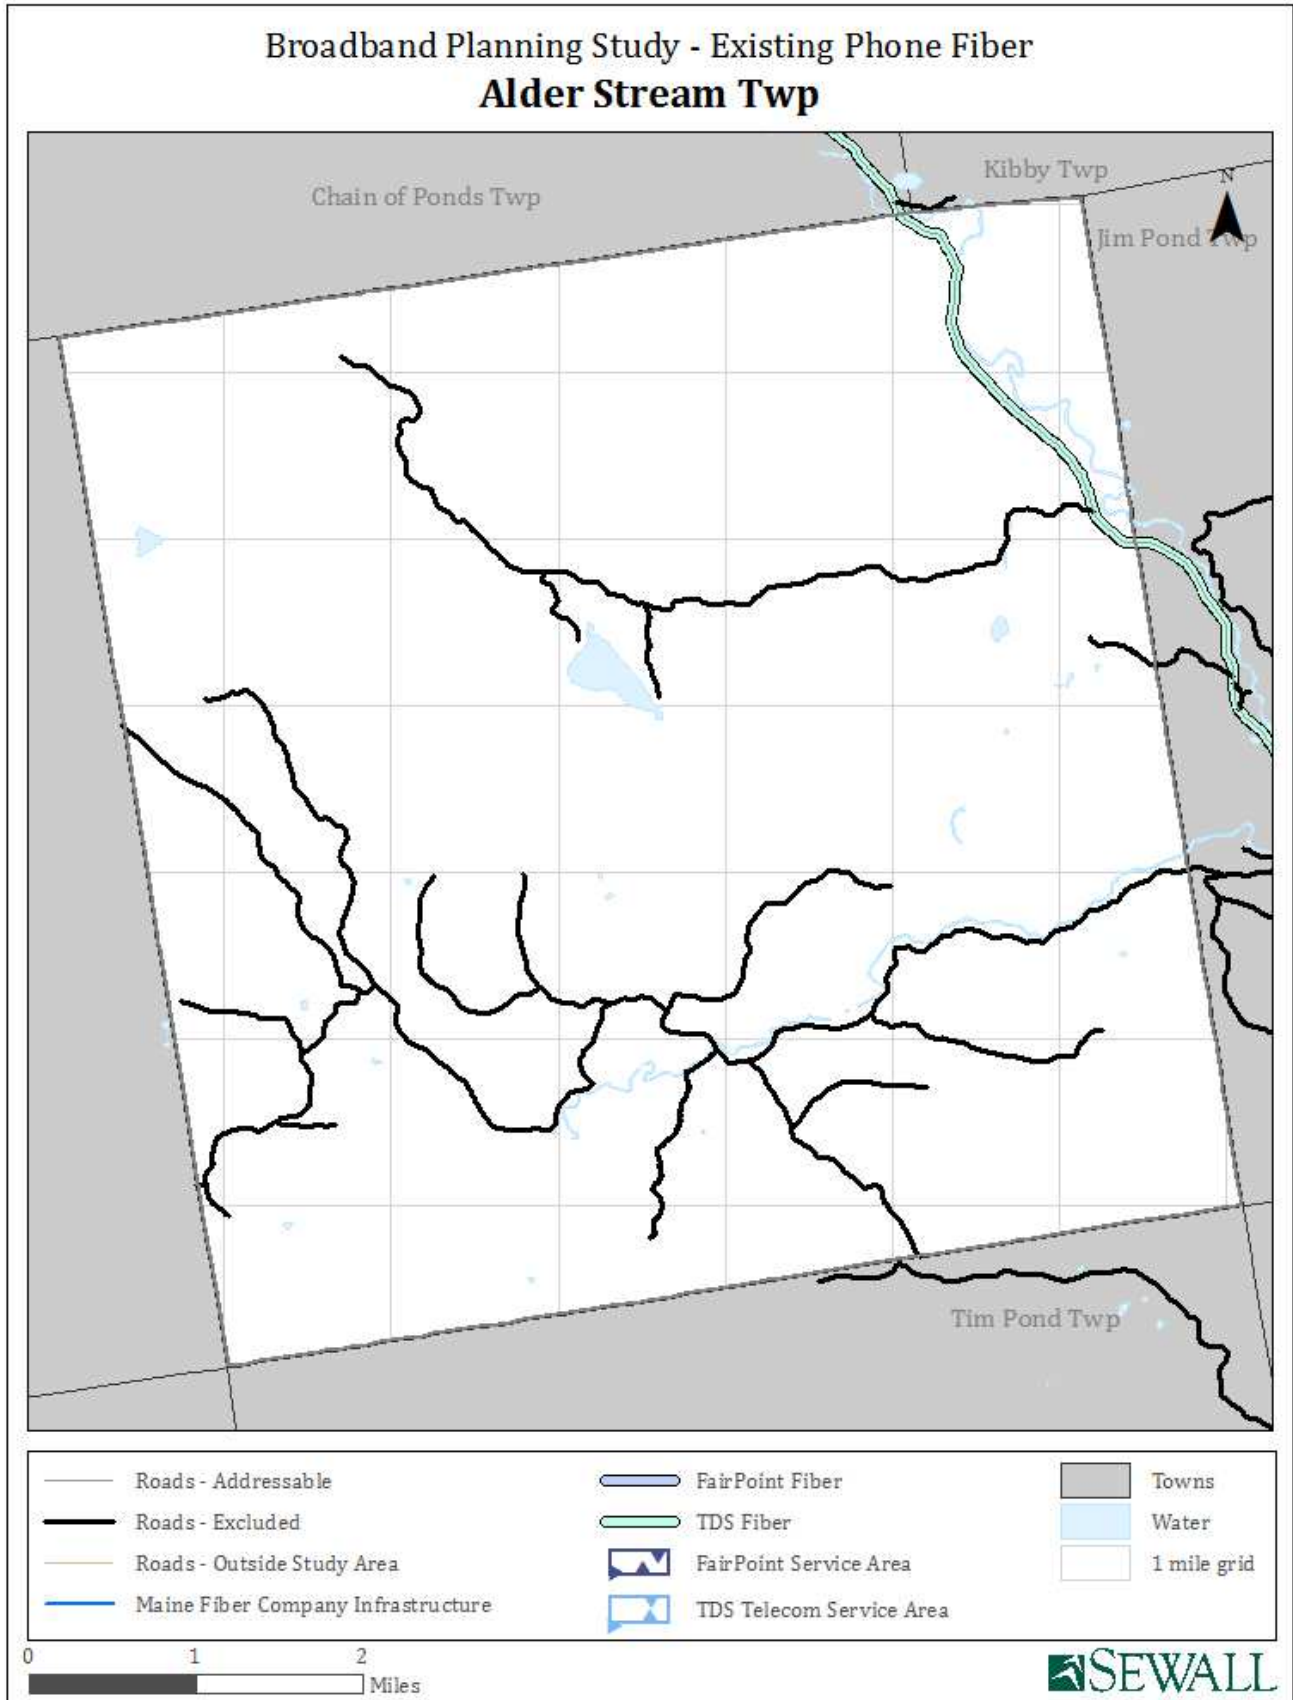 Broadband Planning Study - Existing Phone Fiber
Alder Stream Twp
Kibby Twp
Chain of Ponds Twp
N
Jim Pond Twp
Tim Pond Twp
Roads - Addressable
Roads - Excluded
Roads - Outside Study Area
Maine Fiber Company Infrastructure
FairPoint Fiber
TDS Fiber
FairPoint Service Area
TDS Telecom Service Area
Towns
Water
1 mile grid
0 1 2
Miles
SEWALL